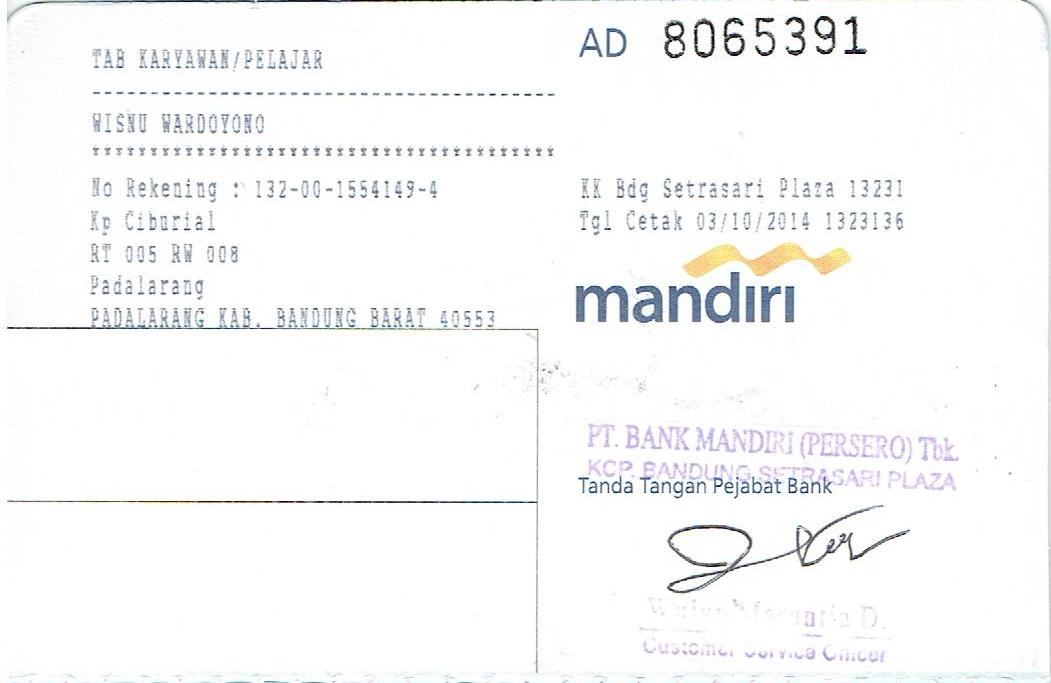 TAB KARYAWAN/PELAJAR
AD 8065391
----------------------------------------
WISNU WARDOYONO
****************************************
No Rekening : 132-00-1554149-4
Kp Ciburial
RT 005 RW 008
Padalarang
PADALARANG KAB. BANDUNG BARAT 40553
KK Bdg Setrasari Plaza 13231
Tgl Cetak 03/10/2014 1323136
mandiri
PT. BANK MANDIRI (PERSERO) Tbk.
KCP. BANDUNG SETRASARI PLAZA
Tanda Tangan Pejabat Bank
D.
Customer Service Officer